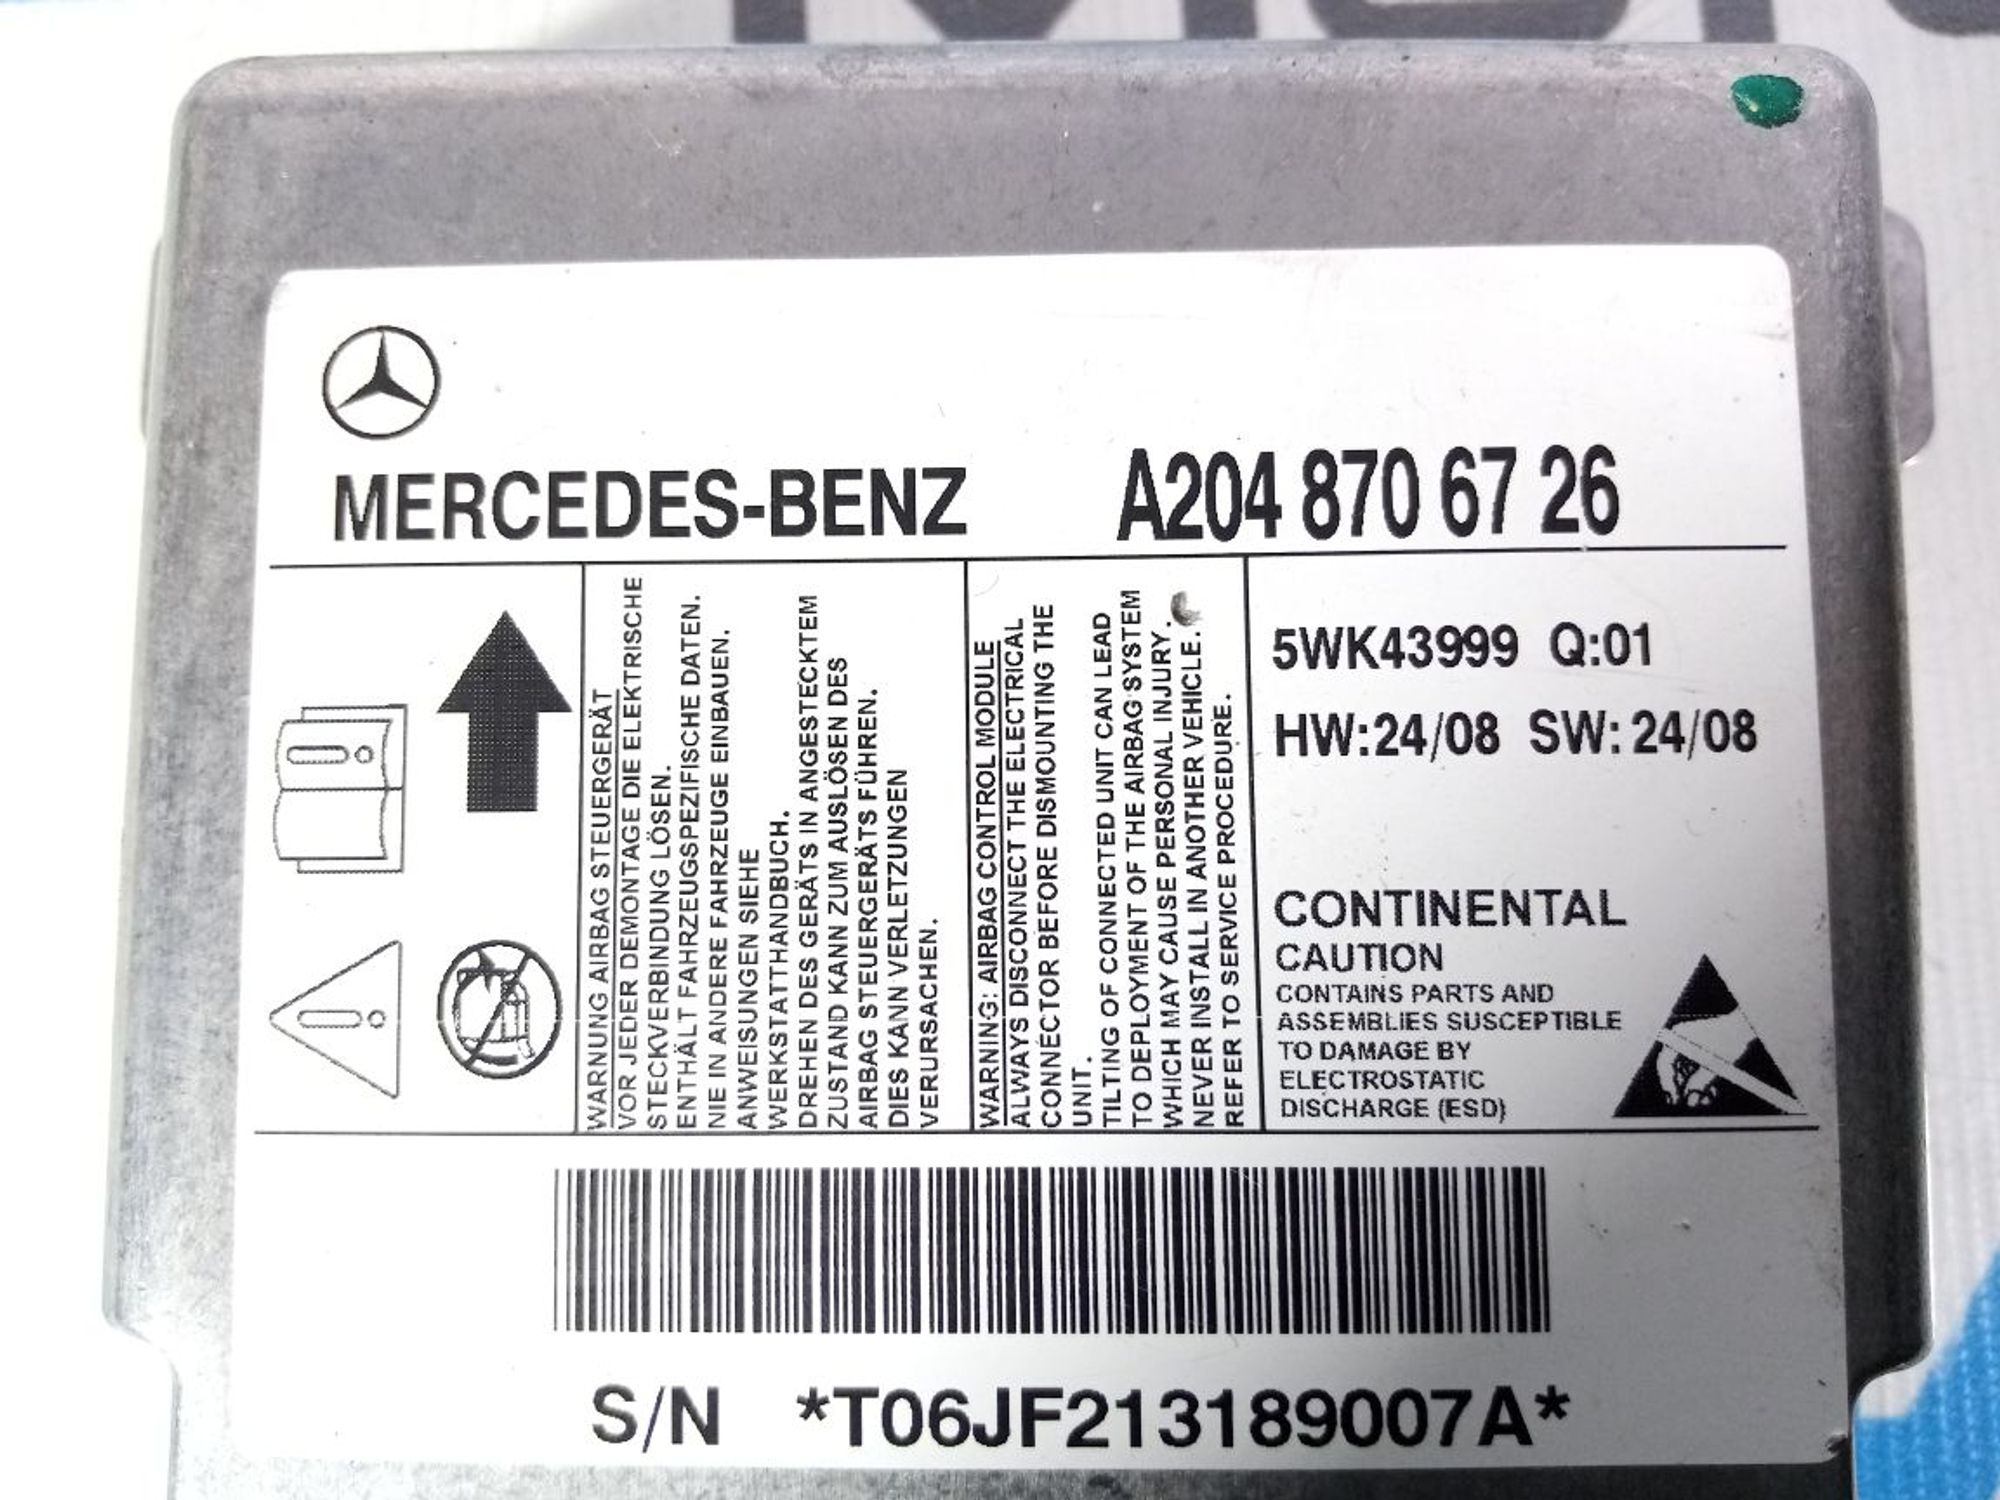 MERCEDES-BENZ A204 870 67 26
WARNUNG AIRBAG STEUERGERÄT
VOR JEDER DEMONTAGE DIE ELEKTRISCHE
STECKVERBINDUNG LÖSEN.
ENTHÄLT FAHRZEUGSPEZIFISCHE DATEN.
NIE IN ANDERE FAHRZEUGE EINBAUEN.
ANWEISUNGEN SIEHE
WERKSTATTHANDBUCH.
DREHEN DES GERÄTS IN ANGESTECKTEM
ZUSTAND KANN ZUM AUSLÖSEN DES
AIRBAG STEUERGERÄTS FÜHREN.
DIES KANN VERLETZUNGEN
VERURSACHEN.
WARNING: AIRBAG CONTROL MODULE
ALWAYS DISCONNECT THE ELECTRICAL
CONNECTOR BEFORE DISMOUNTING THE
UNIT.
TILTING OF CONNECTED UNIT CAN LEAD
TO DEPLOYMENT OF THE AIRBAG SYSTEM
WHICH MAY CAUSE PERSONAL INJURY.
NEVER INSTALL IN ANOTHER VEHICLE.
REFER TO SERVICE PROCEDURE.
5WK43999 Q:01
HW:24/08 SW:24/08
CONTINENTAL
CAUTION
CONTAINS PARTS AND
ASSEMBLIES SUSCEPTIBLE
TO DAMAGE BY
ELECTROSTATIC
DISCHARGE (ESD)
S/N *T06JF213189007A*